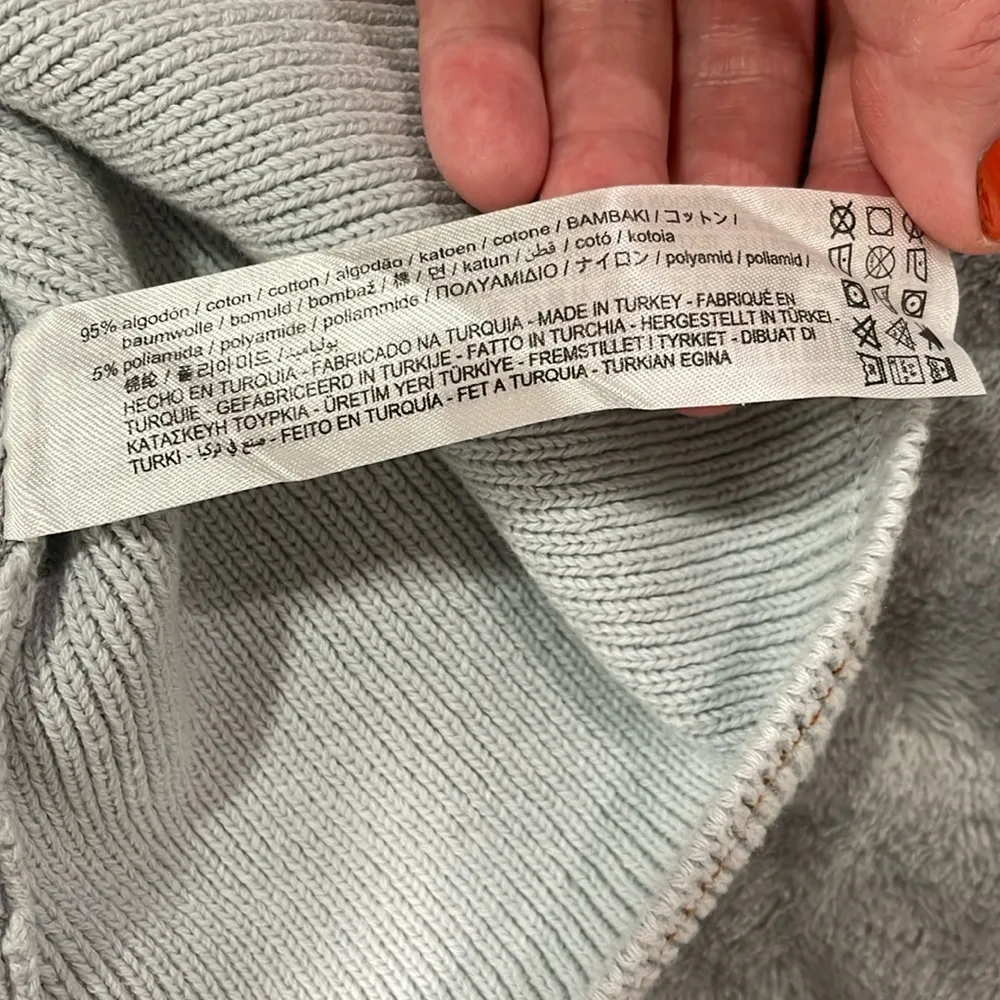 95% algodón / coton / cotton / algodão / katoen / cotone / ΒΑΜΒΑΚΙ / コットン /
baumwolle / bomuld / bombaž / 棉 / 면 / katun / قطن / cotó / kotoia
5% poliamida / polyamide / poliammide / ΠΟΛΥΑΜΙΔΙΟ / ナイロン / polyamid / poliamid /
锦纶 / 폴리아미드 / بولياميد
HECHO EN TURQUIA - FABRICADO NA TURQUIA - MADE IN TURKEY - FABRIQUÉ EN
TURQUIE - GEFABRICEERD IN TURKIJE - FATTO IN TURCHIA - HERGESTELLT IN TÜRKEI -
ΚΑΤΑΣΚΕΥΗ ΤΟΥΡΚΙΑ - ÜRETİM YERİ TÜRKİYE - FREMSTILLET I TYRKIET - DIBUAT DI
TURKI - صنع في تركيا - FEITO EN TURQUÍA - FET A TURQUIA - TURKIAN EGINA